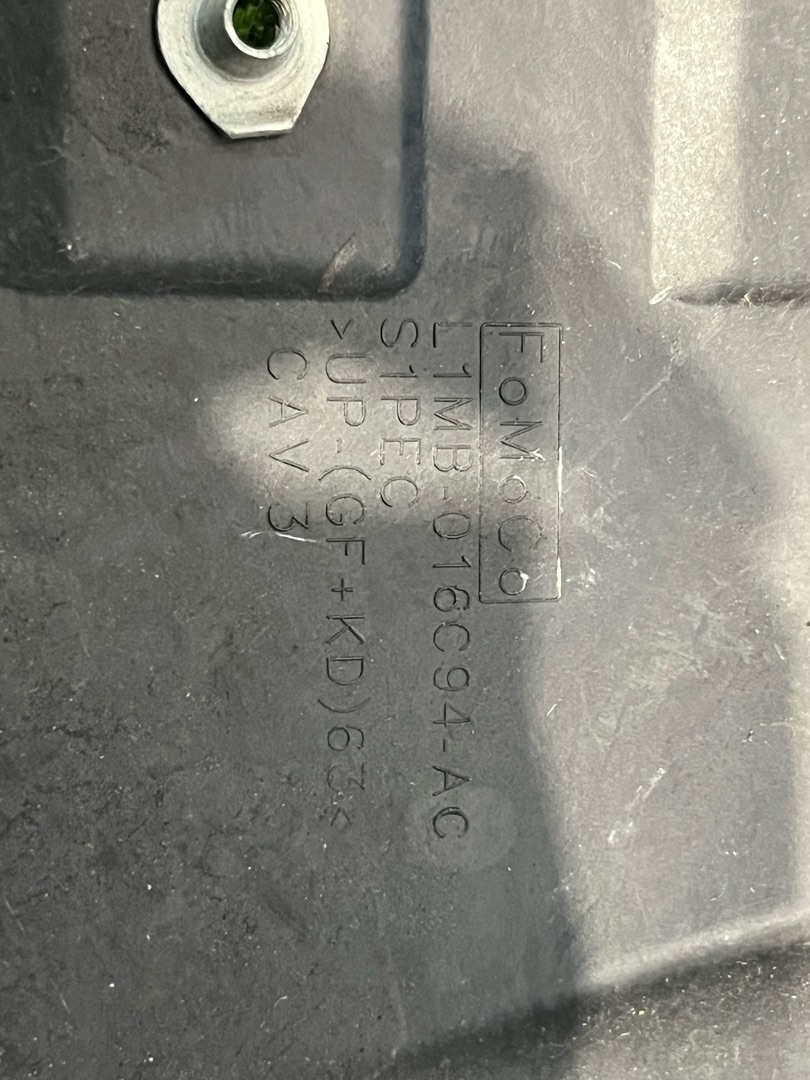 FoMoCo
L1MB-016C94-AC
S1PEC
>UP-(GF+KD)63<
CAV 3